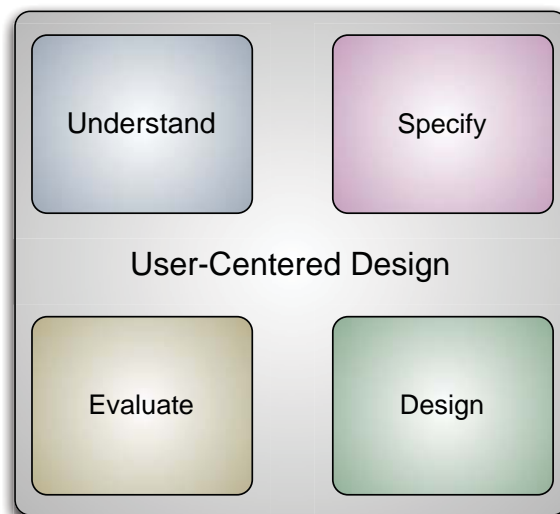 Understand
Specify
User-Centered Design
Evaluate
Design